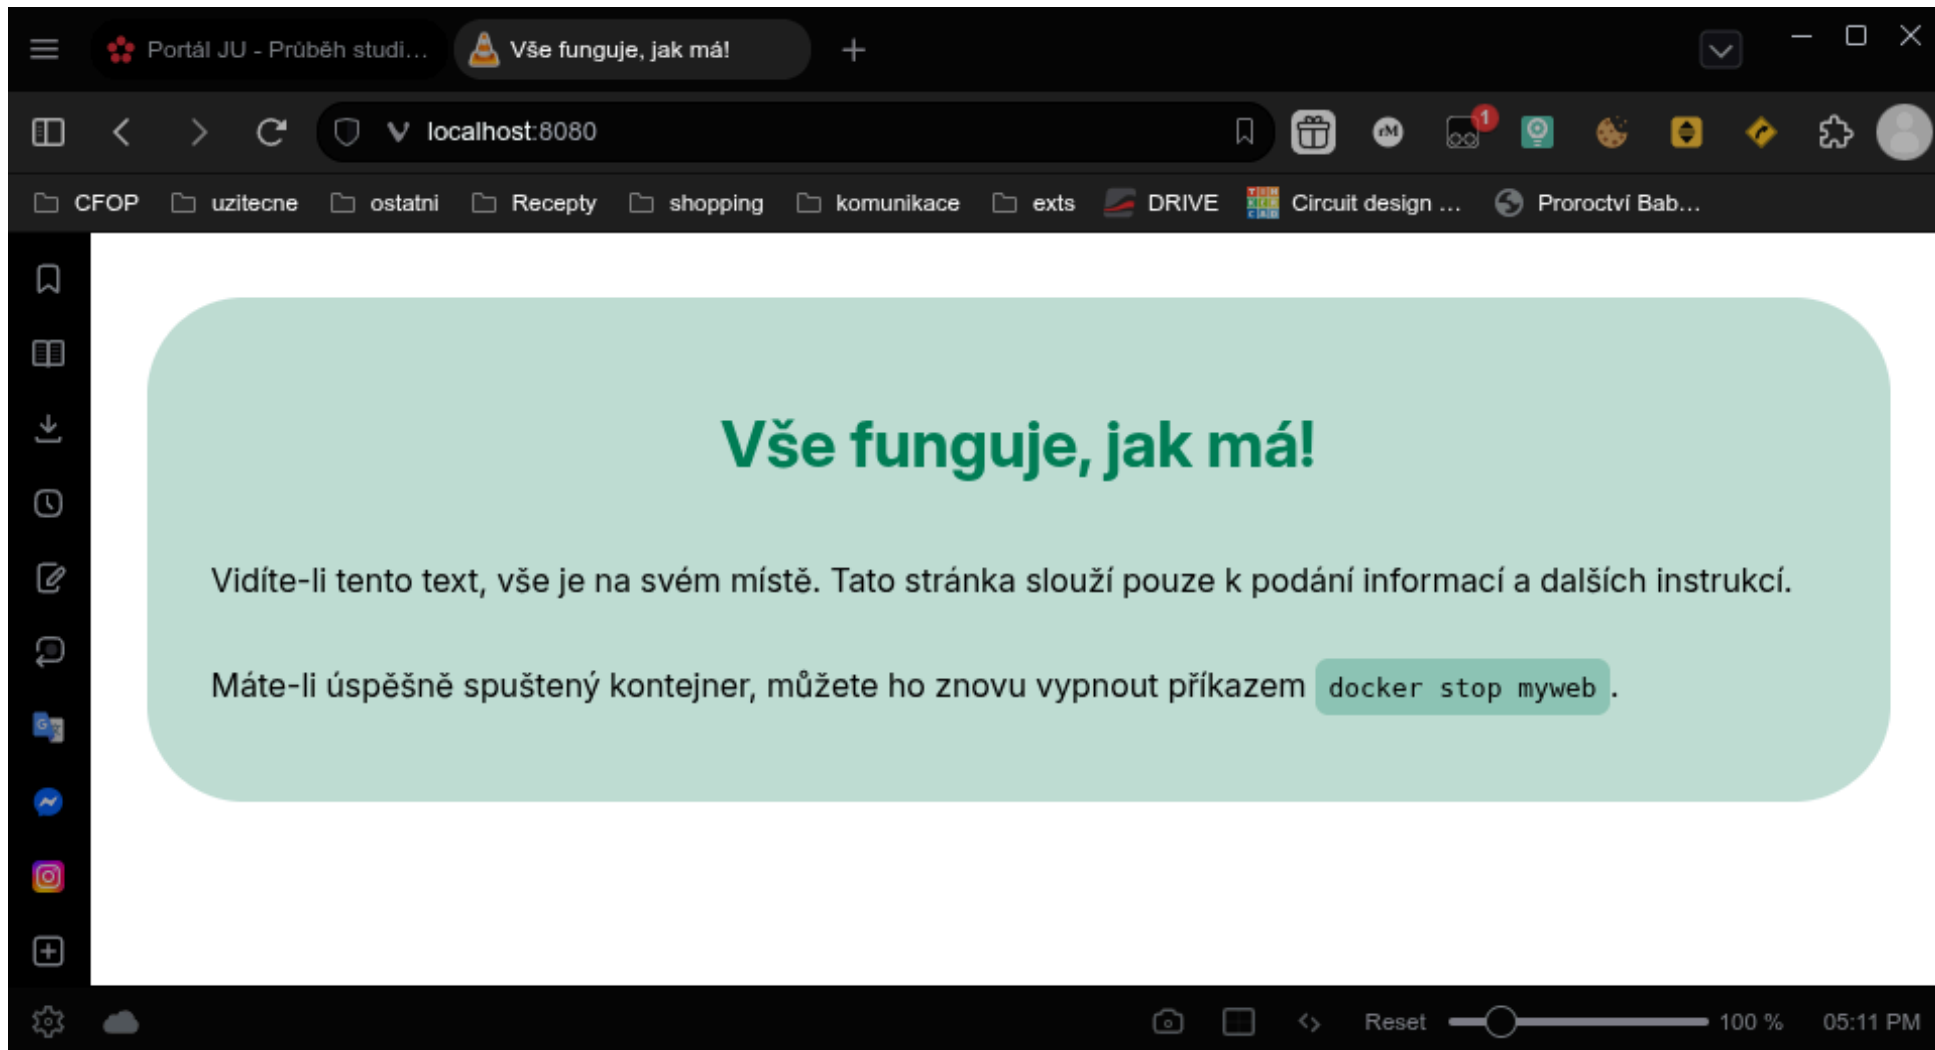 Portál JU - Průběh studi…
Vše funguje, jak má!
localhost:8080
rM
1
CFOP
uzitecne
ostatni
Recepty
shopping
komunikace
exts
DRIVE
Circuit design …
Proroctví Bab…
Vše funguje, jak má!
Vidíte-li tento text, vše je na svém místě. Tato stránka slouží pouze k podání informací a dalších instrukcí.
Máte-li úspěšně spuštený kontejner, můžete ho znovu vypnout příkazem docker stop myweb.
Reset
100 %
05:11 PM